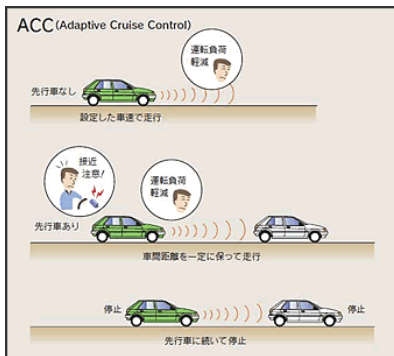 ACC(Adaptive Cruise Control)
運転負荷
軽減
先行車なし
設定した車速で走行
接近
注意!
運転負荷
軽減
先行車あり
車間距離を一定に保って走行
停止
停止
先行車に続いて停止